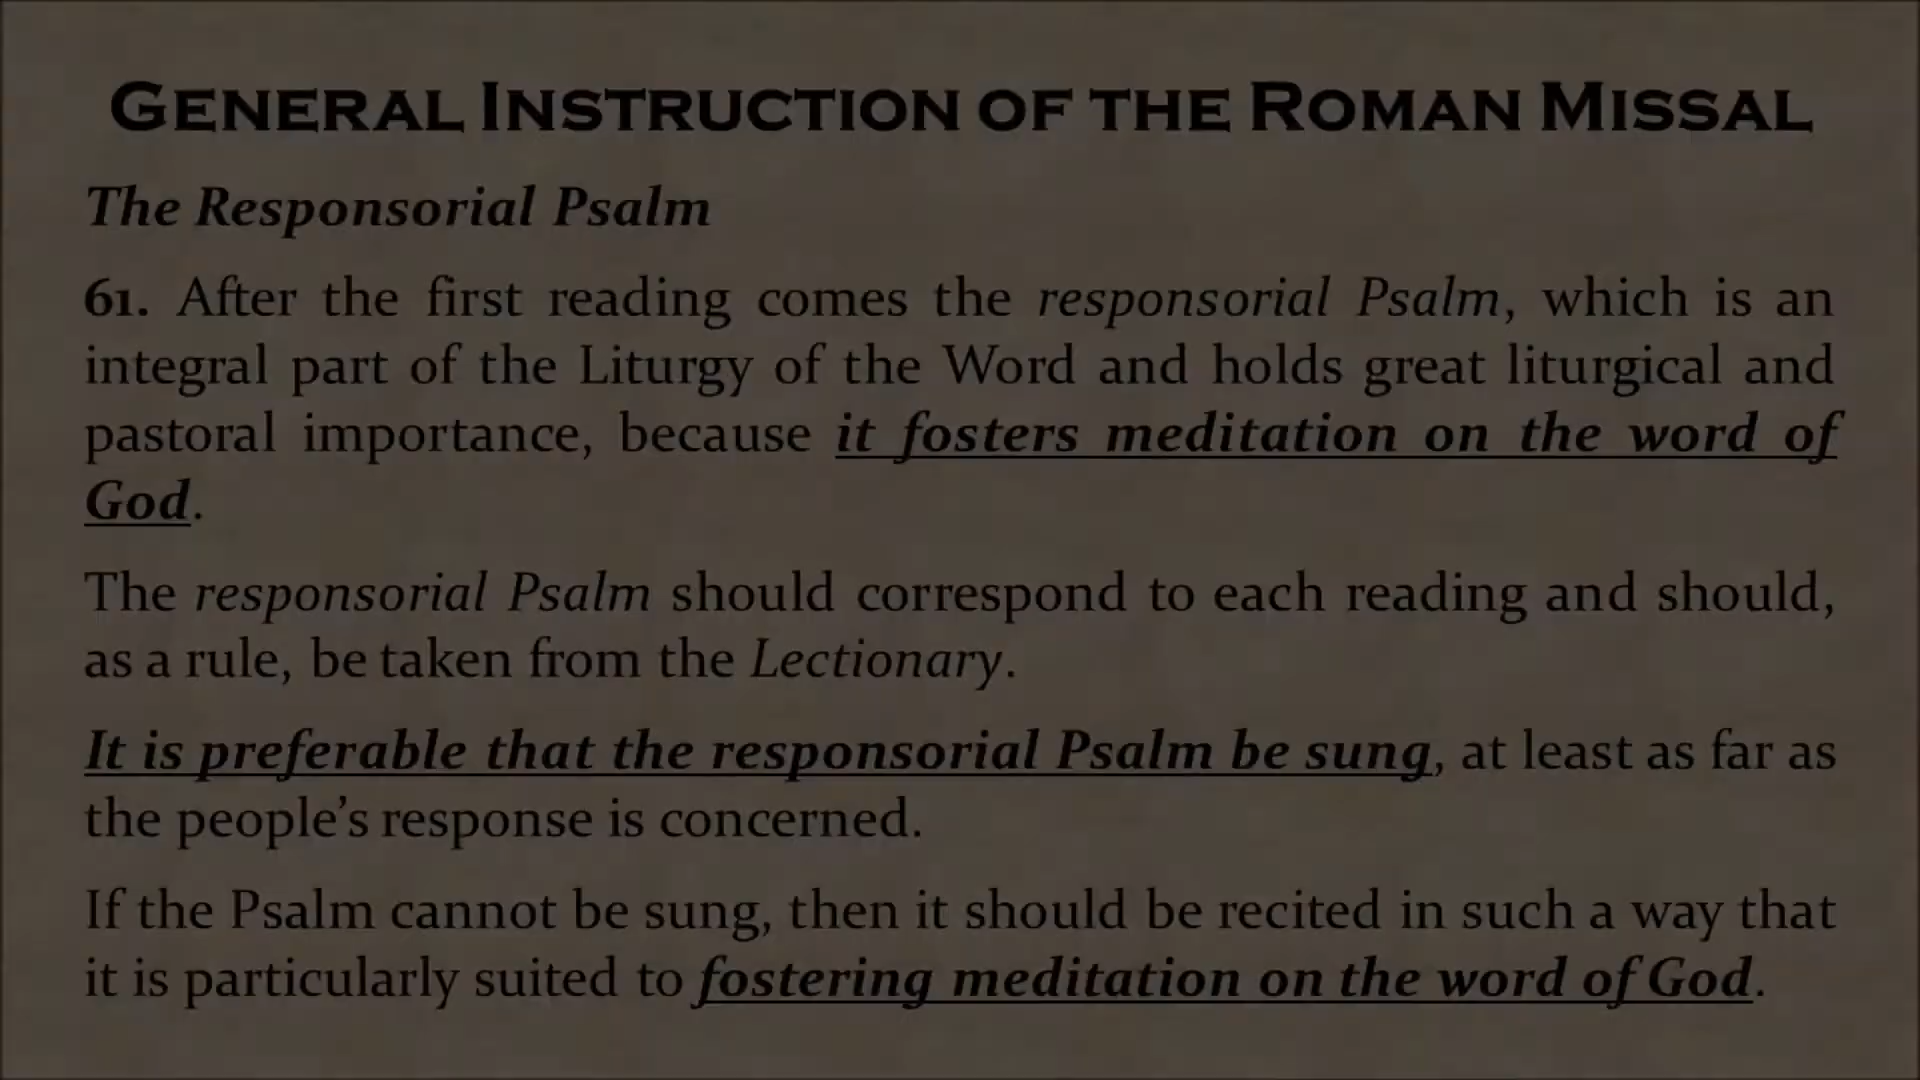 GENERAL INSTRUCTION OF THE ROMAN MISSAL
The Responsorial Psalm
61. After the first reading comes the responsorial Psalm, which is an
integral part of the Liturgy of the Word and holds great liturgical and
pastoral importance, because it fosters meditation on the word of
God.
The responsorial Psalm should correspond to each reading and should,
as a rule, be taken from the Lectionary.
It is preferable that the responsorial Psalm be sung, at least as far as
the people’s response is concerned.
If the Psalm cannot be sung, then it should be recited in such a way that
it is particularly suited to fostering meditation on the word of God.